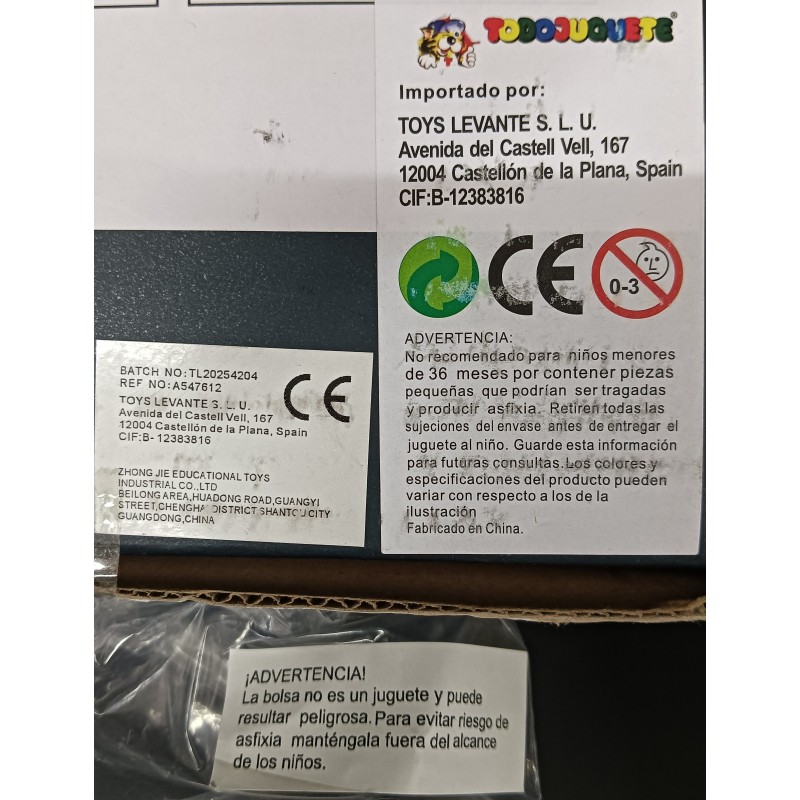 TODOJUGUETE®
Importado por:
TOYS LEVANTE S. L. U.
Avenida del Castell Vell, 167
12004 Castellón de la Plana, Spain
CIF:B-12383816
CE
0-3
ADVERTENCIA:
No recomendado para niños menores
de 36 meses por contener piezas
pequeñas que podrían ser tragadas
y producir asfixia. Retiren todas las
sujeciones del envase antes de entregar el
juguete al niño. Guarde esta información
para futuras consultas. Los colores y
especificaciones del producto pueden
variar con respecto a los de la
ilustración
Fabricado en China.
BATCH NO:TL20254204
REF NO:A547612
CE
TOYS LEVANTE S. L. U.
Avenida del Castell Vell, 167
12004 Castellón de la Plana, Spain
CIF:B- 12383816
ZHONG JIE EDUCATIONAL TOYS
INDUSTRIAL CO.,LTD
BEILONG AREA,HUADONG ROAD,GUANGYI
STREET,CHENGHAI DISTRICT SHANTOU CITY
GUANGDONG,CHINA
¡ADVERTENCIA!
La bolsa no es un juguete y puede
resultar peligrosa. Para evitar riesgo de
asfixia manténgala fuera del alcance
de los niños.